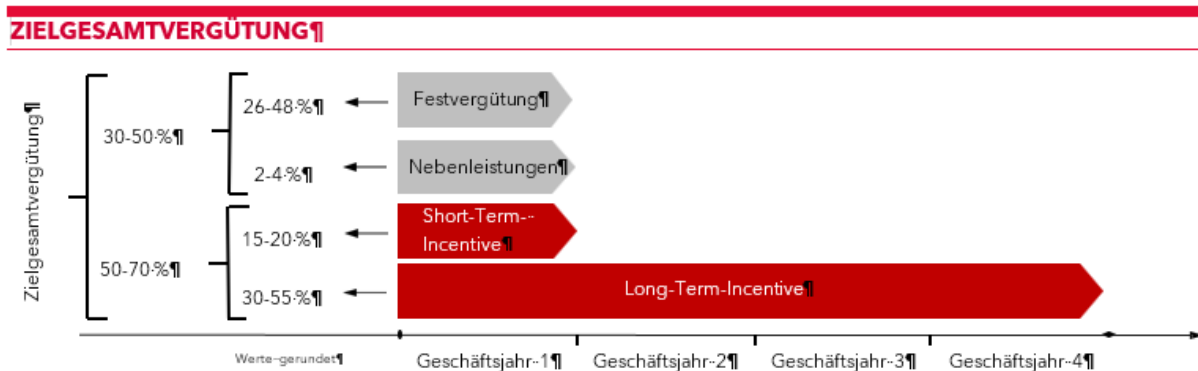 ZIELGESAMTVERGÜTUNG¶
Zielgesamtvergütung¶
30-50·%¶
26-48·%¶
Festvergütung¶
2-4·%¶
Nebenleistungen¶
50-70·%¶
15-20·%¶
Short-Term-··
Incentive¶
30-55·%¶
Long-Term-Incentive¶
Werte··gerundet¶
Geschäftsjahr··1¶
Geschäftsjahr··2¶
Geschäftsjahr··3¶
Geschäftsjahr··4¶